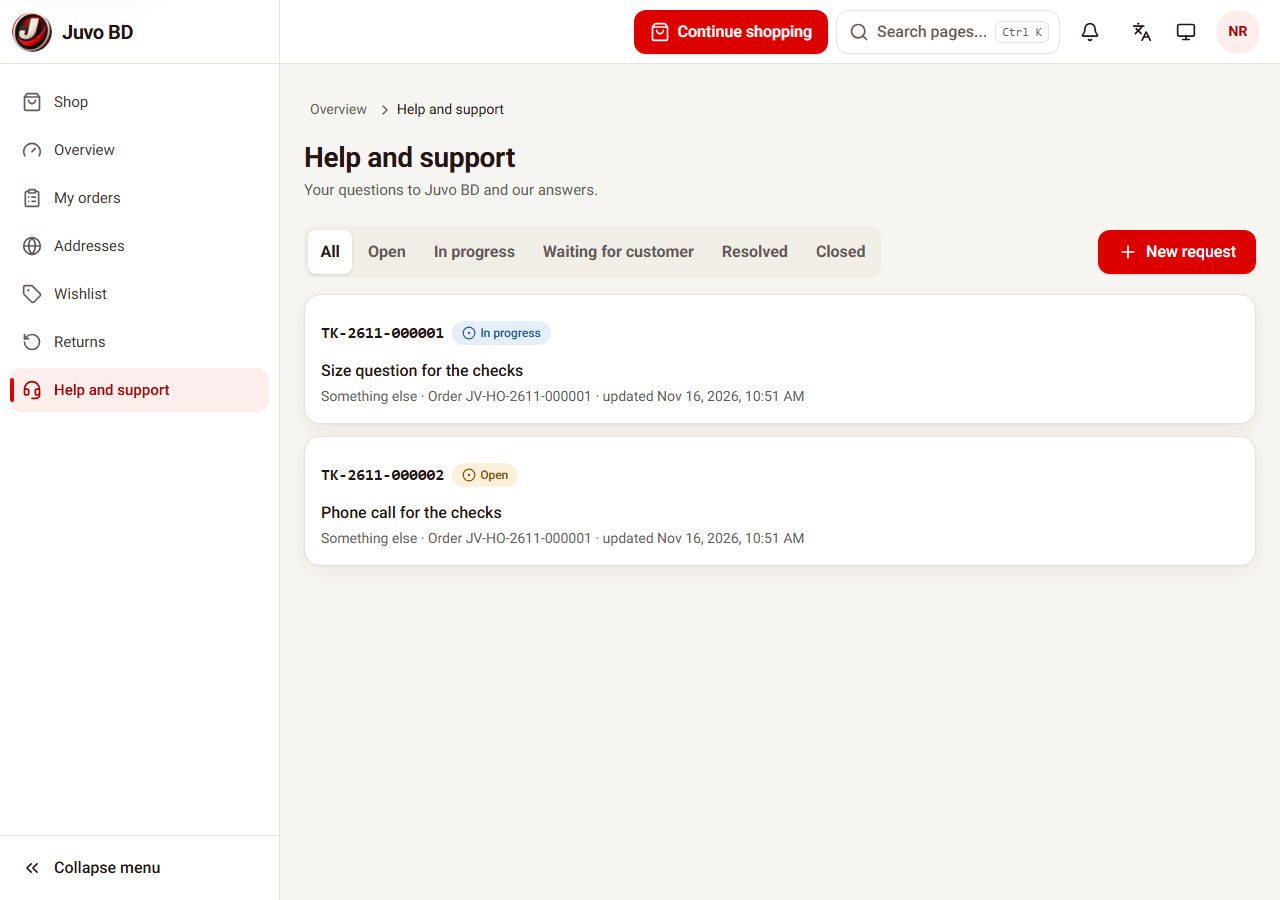 Juvo BD
Continue shopping
Search pages...
Ctrl K
NR
Shop
Overview
My orders
Addresses
Wishlist
Returns
Help and support
Collapse menu
Overview > Help and support
Help and support
Your questions to Juvo BD and our answers.
All Open In progress Waiting for customer Resolved Closed
+ New request
TK-2611-000001 In progress
Size question for the checks
Something else · Order JV-HO-2611-000001 · updated Nov 16, 2026, 10:51 AM
TK-2611-000002 Open
Phone call for the checks
Something else · Order JV-HO-2611-000001 · updated Nov 16, 2026, 10:51 AM